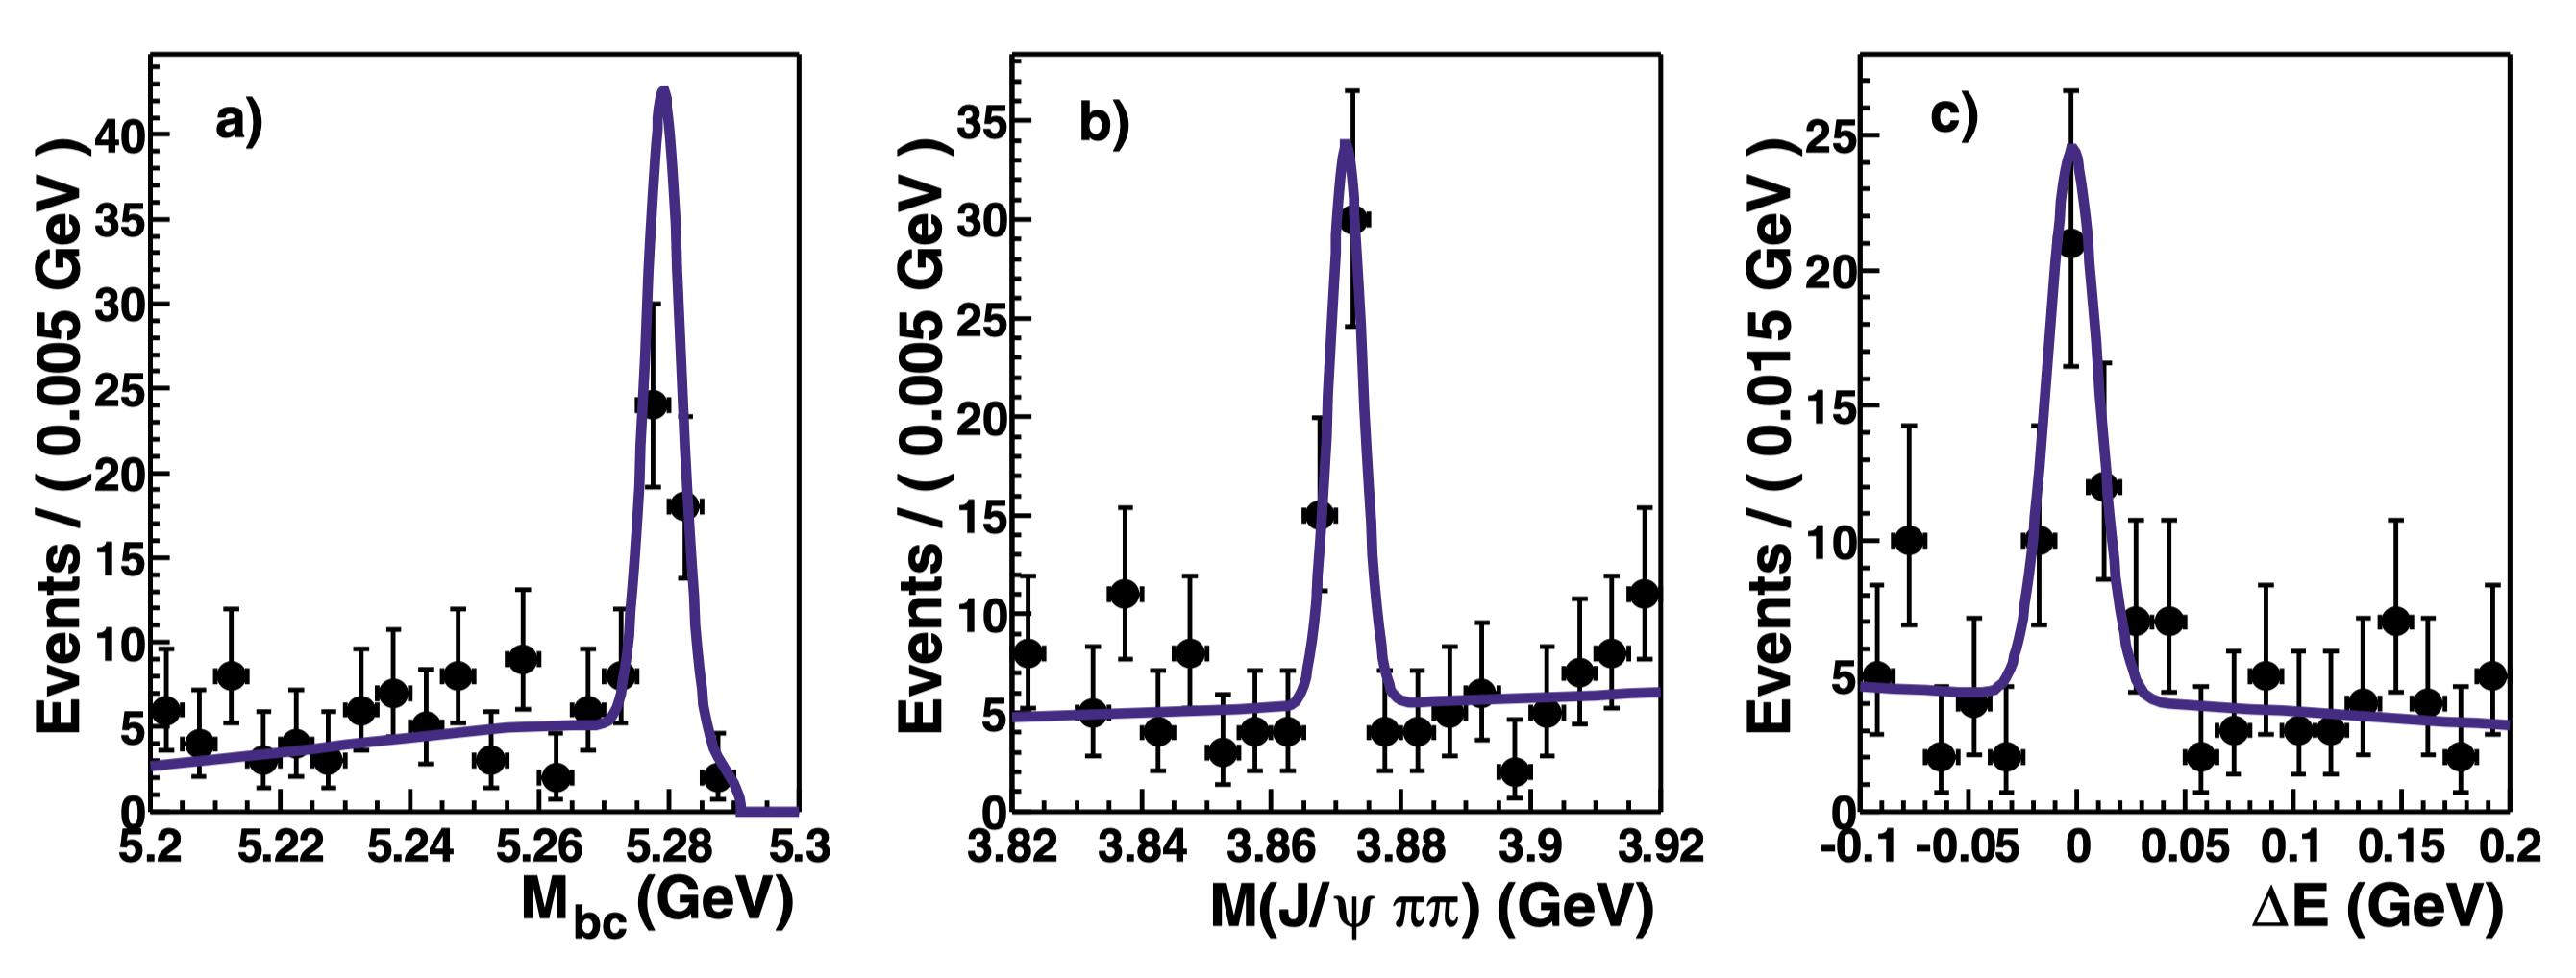 a)
Events / ( 0.005 GeV )
40
35
30
25
20
15
10
5
0
5.2 5.22 5.24 5.26 5.28 5.3
M_bc (GeV)
b)
Events / ( 0.005 GeV )
35
30
25
20
15
10
5
0
3.82 3.84 3.86 3.88 3.9 3.92
M(J/ψ ππ) (GeV)
c)
Events / ( 0.015 GeV )
25
20
15
10
5
0
-0.1 -0.05 0 0.05 0.1 0.15 0.2
ΔE (GeV)